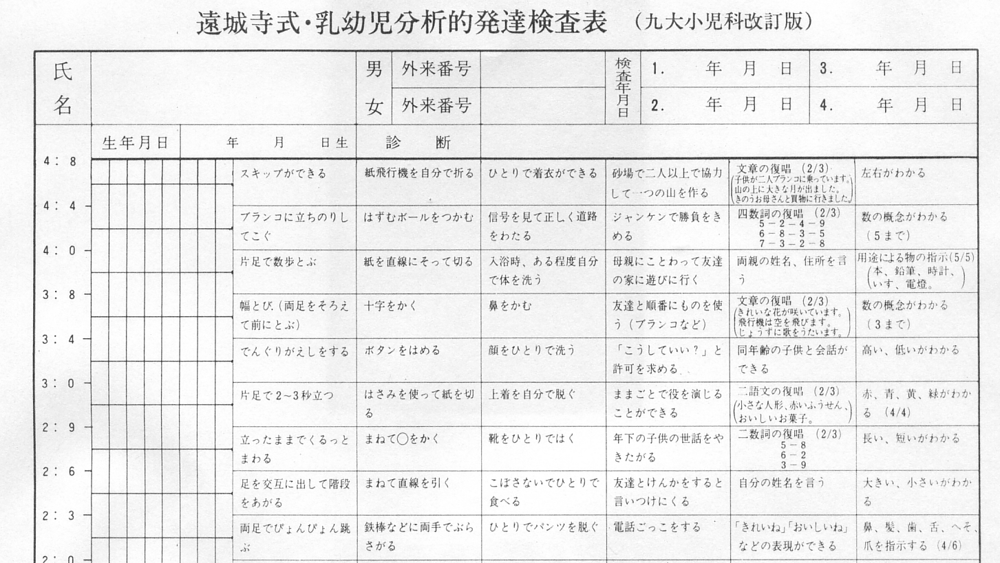 遠城寺式・乳幼児分析的発達検査表 （九大小児科改訂版）
氏名
男
女
外来番号
外来番号
検査年月日
1. 年 月 日
3. 年 月 日
2. 年 月 日
4. 年 月 日
生年月日
年 月 日生
診 断
4：8
スキップができる
紙飛行機を自分で折る
ひとりで着衣ができる
砂場で二人以上で協力
して一つの山を作る
文章の復唱 (2/3)
子供が二人ブランコに乗っています。
山の上に大きな月が出ました。
きのうお母さんと買物に行きました。
左右がわかる
4：4
ブランコに立ちのりし
てこぐ
はずむボールをつかむ
信号を見て正しく道路
をわたる
ジャンケンで勝負をき
める
四数詞の復唱 (2/3)
5－2－4－9
6－8－3－5
7－3－2－8
数の概念がわかる
（5まで）
4：0
片足で数歩とぶ
紙を直線にそって切る
入浴時、ある程度自分
で体を洗う
母親にことわって友達
の家に遊びに行く
両親の姓名、住所を言
う
用途による物の指示(5/5)
（本、鉛筆、時計、
いす、電燈。）
3：8
幅とび.（両足をそろえ
て前にとぶ）
十字をかく
鼻をかむ
友達と順番にものを使
う（ブランコなど）
文章の復唱 (2/3)
きれいな花が咲いています。
飛行機は空を飛びます。
じょうずに歌をうたいます。
数の概念がわかる
（3まで）
3：4
でんぐりがえしをする
ボタンをはめる
顔をひとりで洗う
「こうしていい？」と
許可を求める
同年齢の子供と会話が
できる
高い、低いがわかる
3：0
片足で2～3秒立つ
はさみを使って紙を切
る
上着を自分で脱ぐ
ままごとで役を演じる
ことができる
二語文の復唱 (2/3)
（小さな人形、赤いふうせん、
おいしいお菓子。）
赤、青、黄、緑がわか
る (4/4)
2：9
立ったままでくるっと
まわる
まねて○をかく
靴をひとりではく
年下の子供の世話をや
きたがる
二数詞の復唱 (2/3)
5－8
6－2
3－9
長い、短いがわかる
2：6
足を交互に出して階段
をあがる
まねて直線を引く
こぼさないでひとりで
食べる
友達とけんかをすると
言いつけにくる
自分の姓名を言う
大きい、小さいがわか
る
2：3
両足でぴょんぴょん跳
ぶ
鉄棒などに両手でぶら
さがる
ひとりでパンツを脱ぐ
電話ごっこをする
「きれいね」「おいしいね」
などの表現ができる
鼻、髪、歯、舌、へそ、
爪を指示する (4/6)
2：0